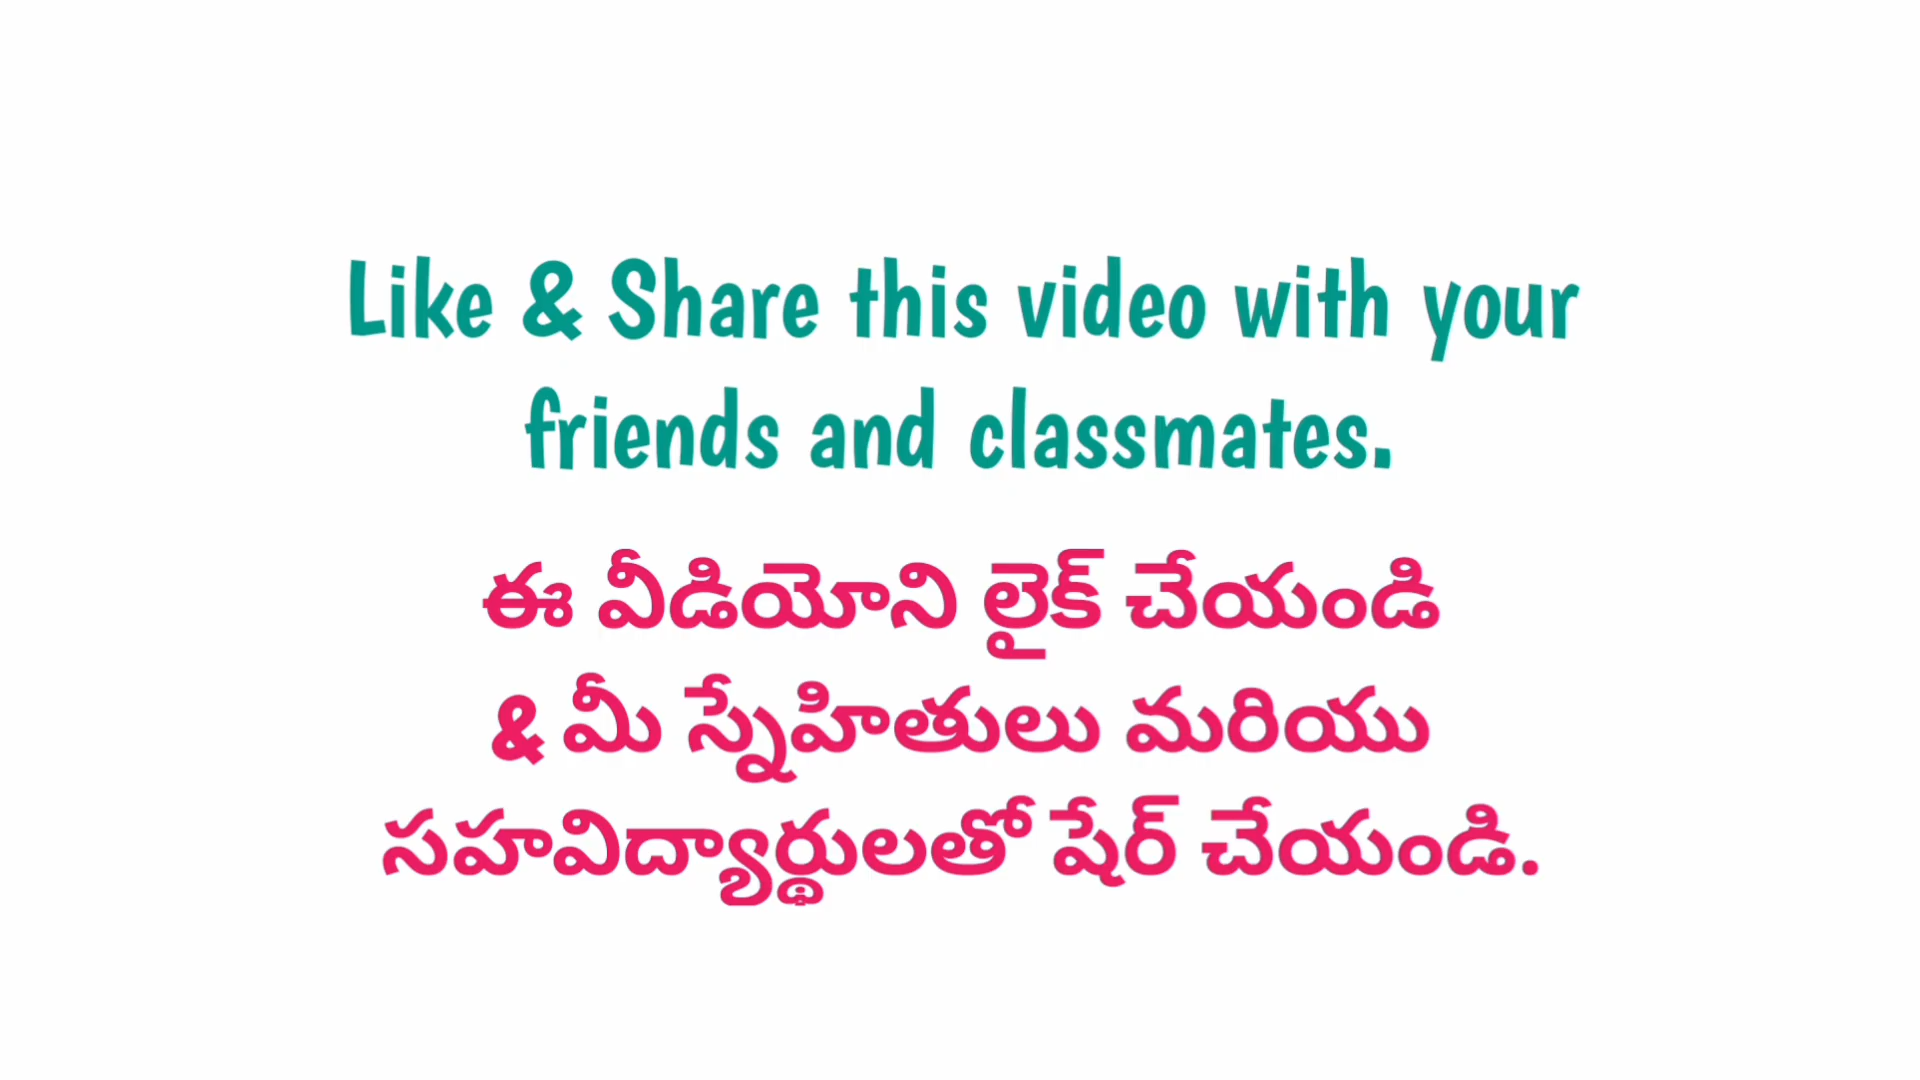 Like & Share this video with your
friends and classmates.
ఈ వీడియోని లైక్ చేయండి
& మీ స్నేహితులు మరియు
సహవిద్యార్థులతో షేర్ చేయండి.